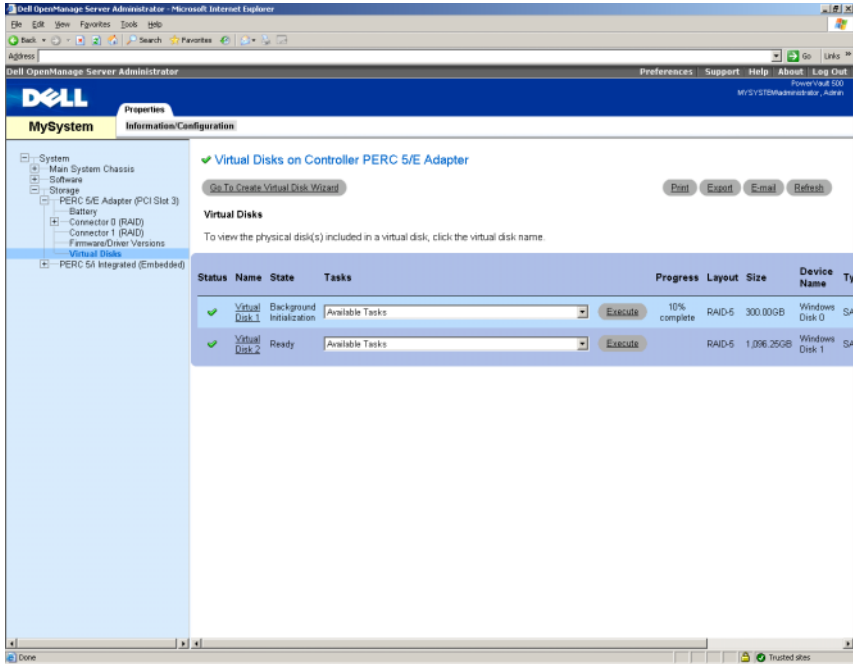 Dell OpenManage Server Administrator - Microsoft Internet Explorer
File Edit View Favorites Tools Help
Back Search Favorites
Address Go Links »
Dell OpenManage Server Administrator Preferences Support Help About Log Out
DELL
PowerVault 500
Properties
MySystem Information/Configuration
System
Main System Chassis
Software
Storage
PERC 5/E Adapter (PCI Slot 3)
Battery
Connector 0 (RAID)
Connector 1 (RAID)
Firmware/Driver Versions
Virtual Disks
PERC 5/i Integrated (Embedded)
Virtual Disks on Controller PERC 5/E Adapter
Go To Create Virtual Disk Wizard Print Export E-mail Refresh
Virtual Disks
To view the physical disk(s) included in a virtual disk, click the virtual disk name.
Status Name State Tasks Progress Layout Size Device Name Ty
Virtual Disk 1 Background Initialization Available Tasks Execute 10% complete RAID-5 300.00GB Windows Disk 0 SA
Virtual Disk 2 Ready Available Tasks Execute RAID-5 1,096.25GB Windows Disk 1 SA
Done Trusted sites